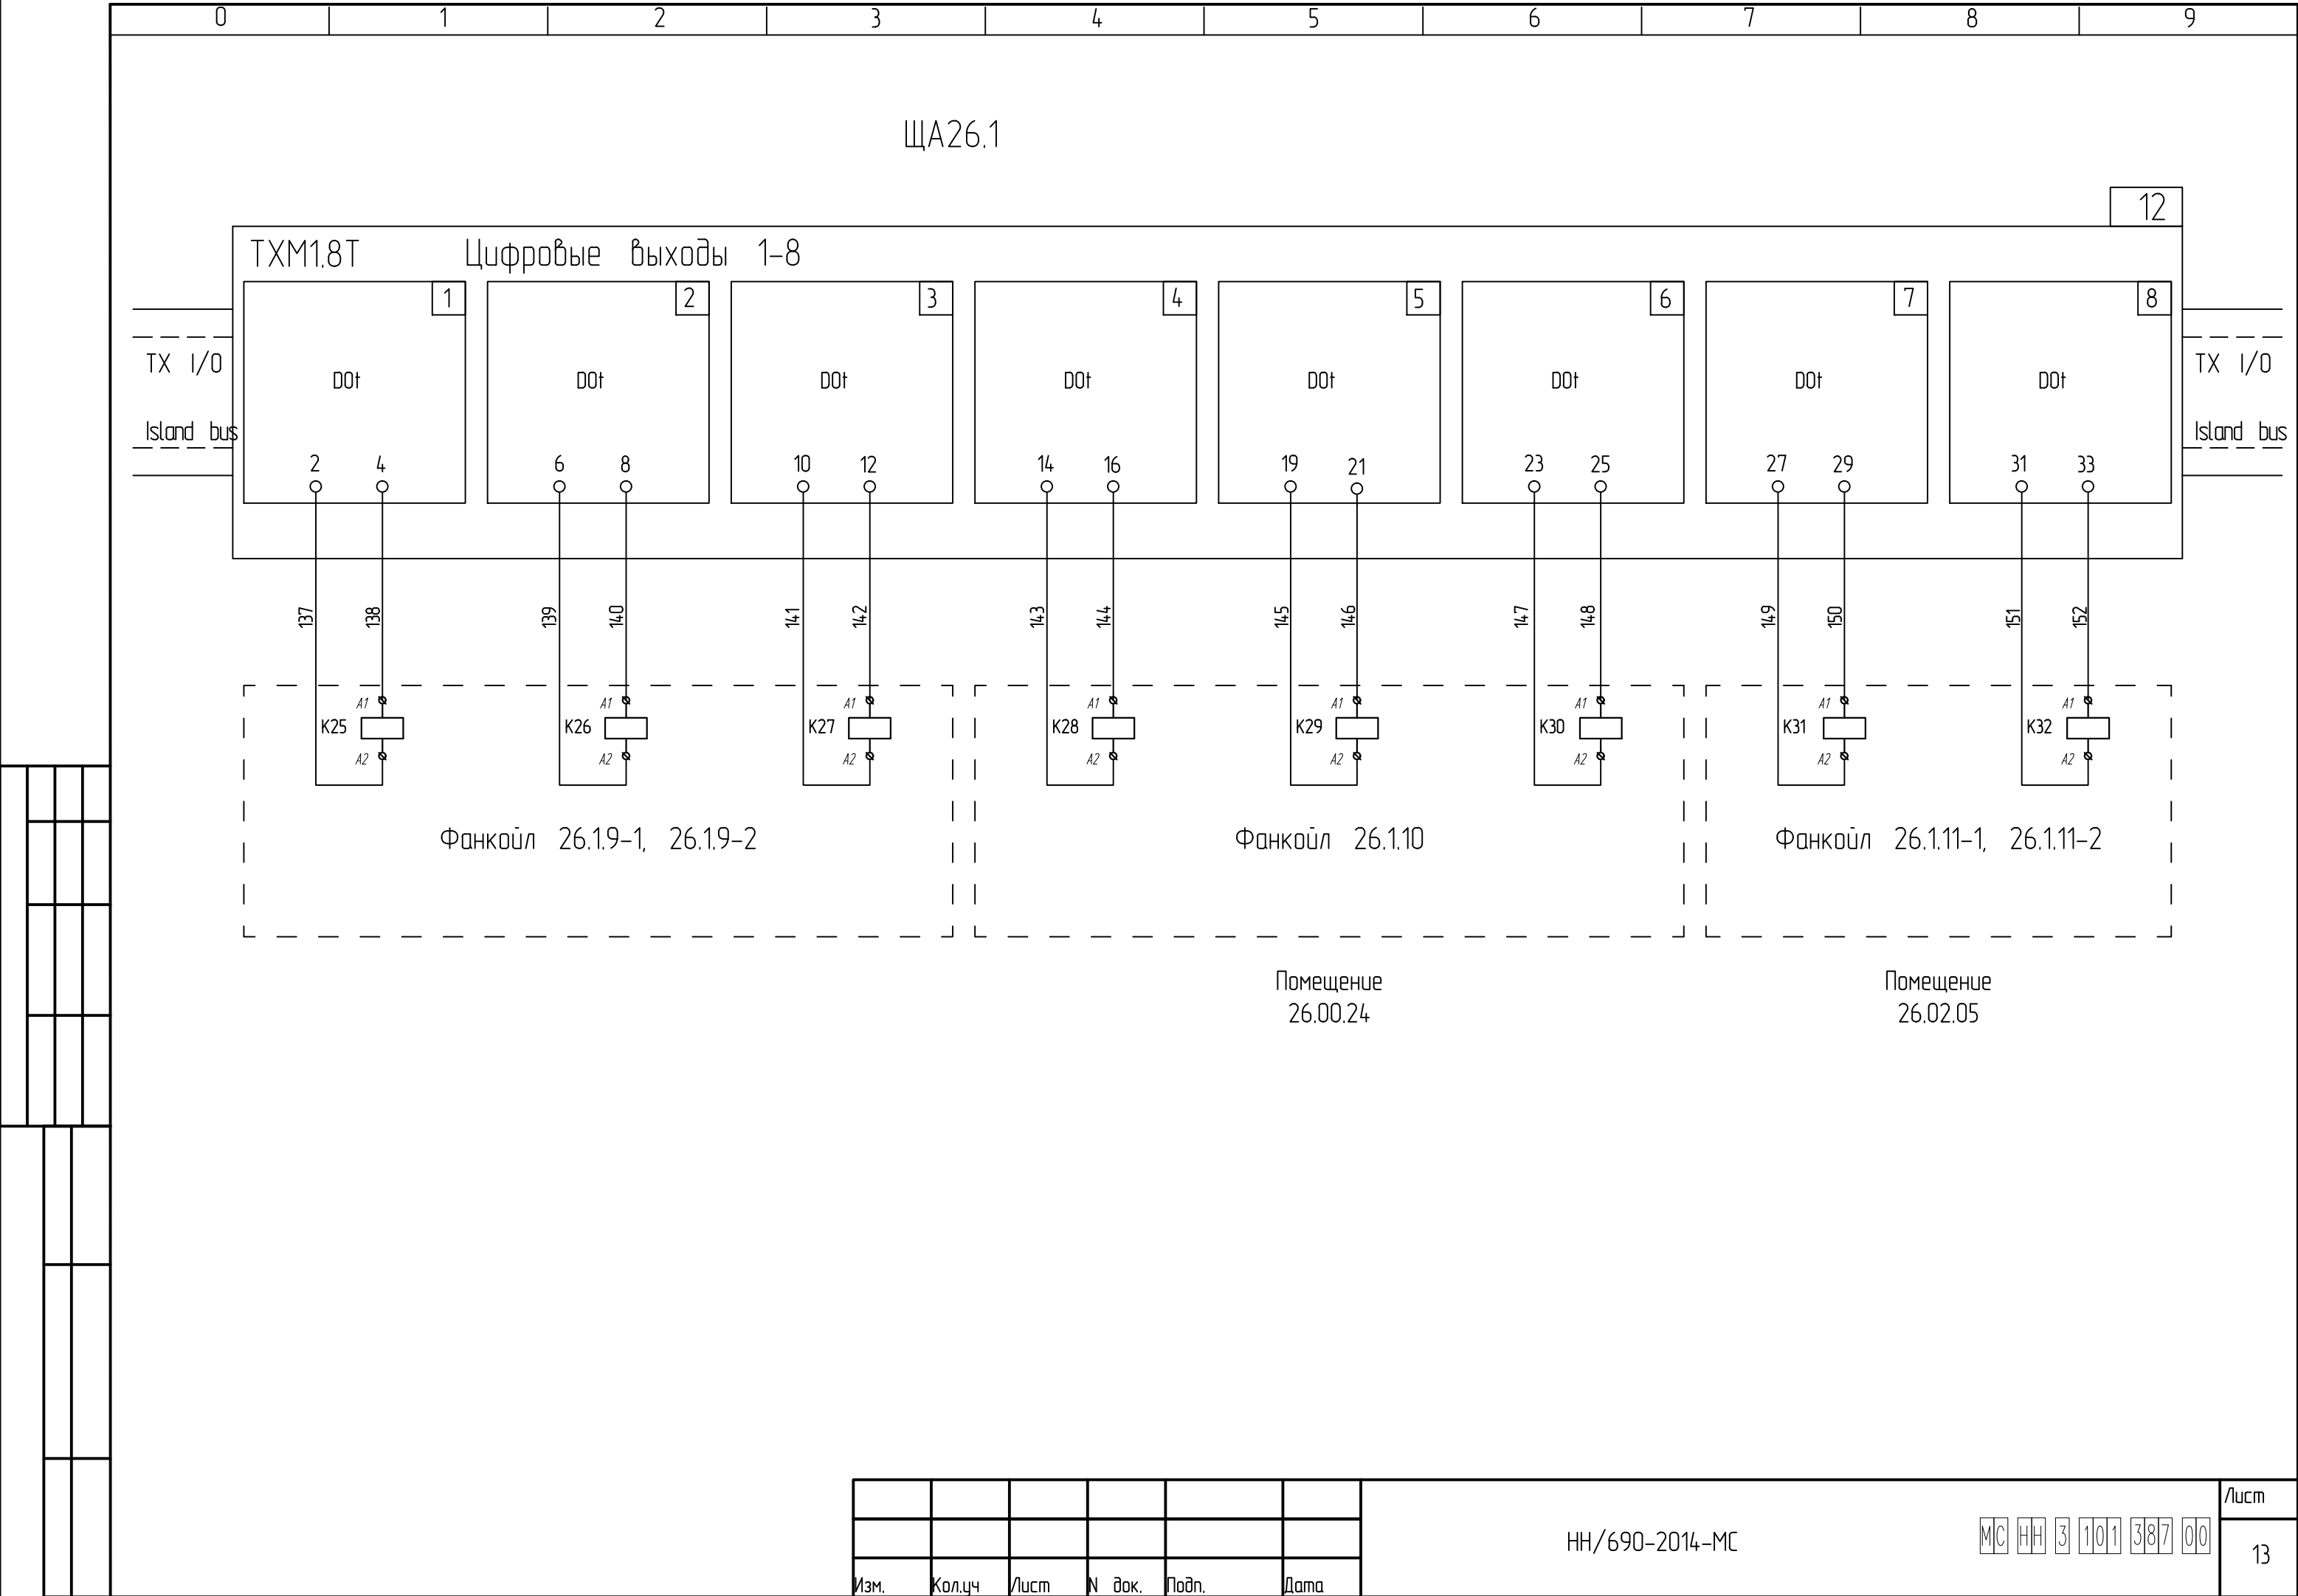 0 1 2 3 4 5 6 7 8 9
ЩА26.1
12
TXM1.8T Цифровые выходы 1-8
1 2 3 4 5 6 7 8
TX I/O DOt DOt DOt DOt DOt DOt DOt DOt TX I/O
Island bus Island bus
2 4 6 8 10 12 14 16 19 21 23 25 27 29 31 33
137 138 139 140 141 142 143 144 145 146 147 148 149 150 151 152
A1 A1 A1 A1 A1 A1 A1 A1
K25 K26 K27 K28 K29 K30 K31 K32
A2 A2 A2 A2 A2 A2 A2 A2
Фанкойл 26.1.9-1, 26.1.9-2 Фанкойл 26.1.10 Фанкойл 26.1.11-1, 26.1.11-2
Помещение Помещение
26.00.24 26.02.05
Лист
НН/690-2014-МС МС НН 3 101 387 00
13
Изм. Кол.уч Лист N док. Подп. Дата